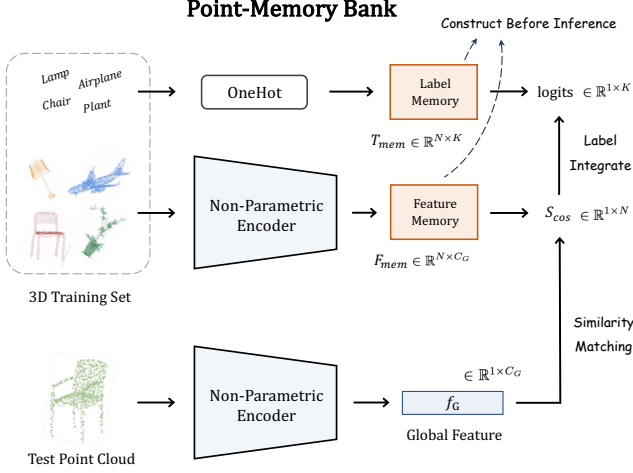 Point-Memory Bank
Construct Before Inference
Lamp
Airplane
Chair
Plant
OneHot
Label
Memory
logits ∈ ℝ^{1×K}
T_{mem} ∈ ℝ^{N×K}
Label
Integrate
Non-Parametric
Encoder
Feature
Memory
S_{cos} ∈ ℝ^{1×N}
F_{mem} ∈ ℝ^{N×C_G}
3D Training Set
Similarity
Matching
∈ ℝ^{1×C_G}
Non-Parametric
Encoder
f_G
Global Feature
Test Point Cloud